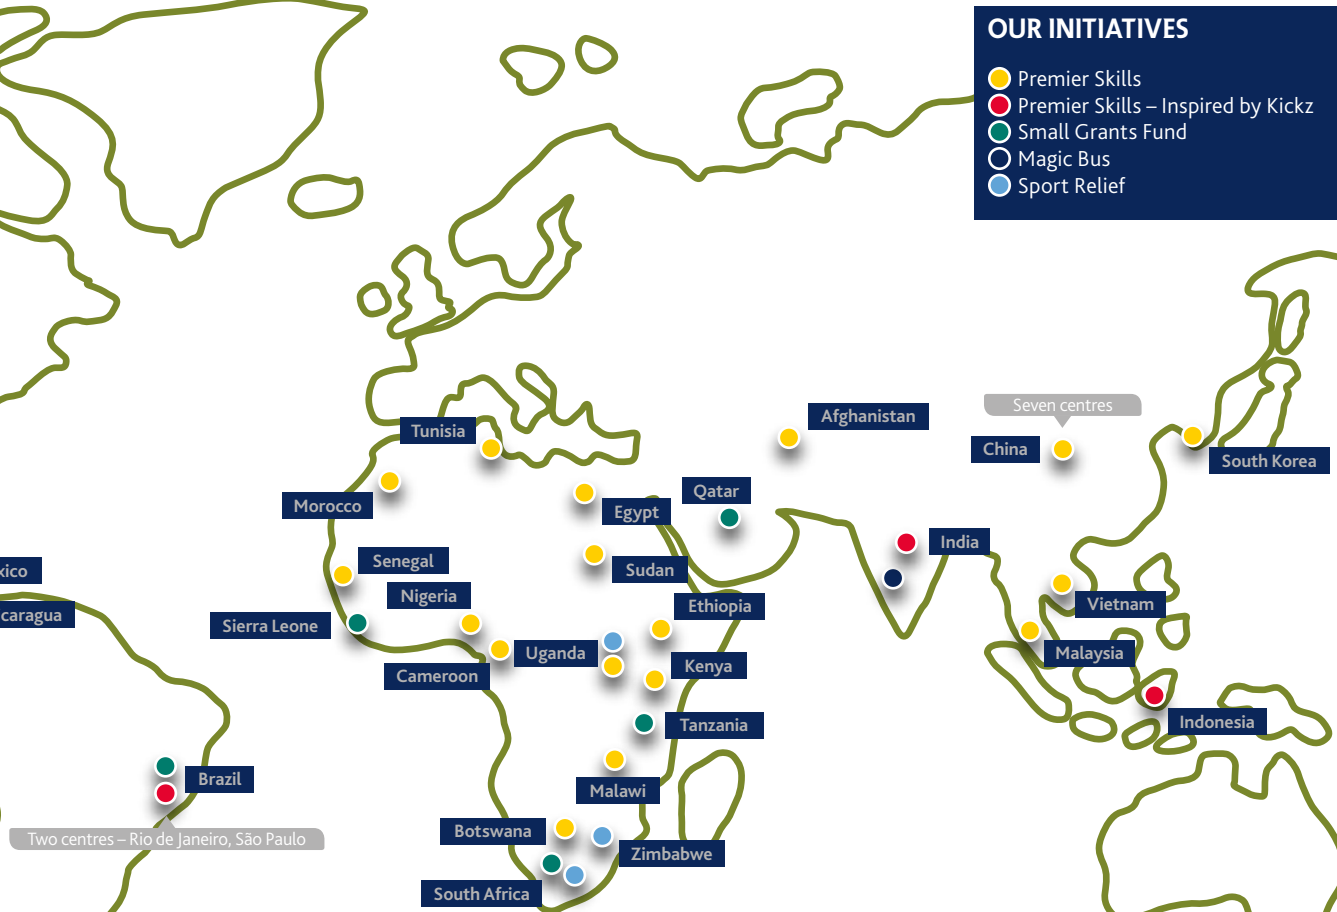 OUR INITIATIVES
Premier Skills
Premier Skills – Inspired by Kickz
Small Grants Fund
Magic Bus
Sport Relief
Seven centres
Afghanistan
Tunisia
China
South Korea
Qatar
Morocco
Egypt
India
Senegal
xico
Sudan
Nigeria
Ethiopia
Vietnam
caragua
Sierra Leone
Uganda
Malaysia
Kenya
Cameroon
Indonesia
Tanzania
Brazil
Malawi
Botswana
Two centres – Rio de Janeiro, São Paulo
Zimbabwe
South Africa